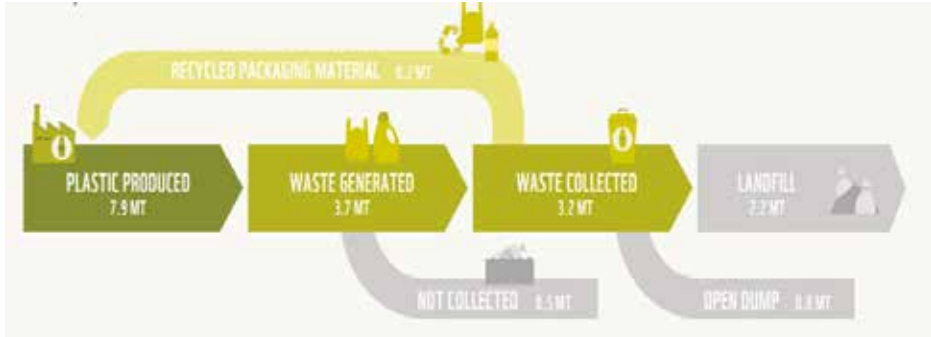 RECYCLED PACKAGING MATERIAL 0.2 MT
PLASTIC PRODUCED
7.9 MT
WASTE GENERATED
3.7 MT
WASTE COLLECTED
3.2 MT
LANDFILL
2.2 MT
NOT COLLECTED 0.5 MT
OPEN DUMP 0.8 MT